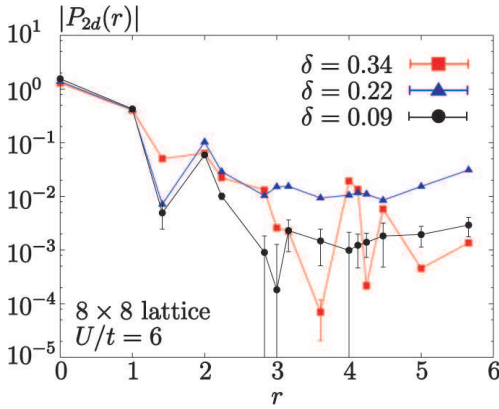 |P₂d(r)|
10¹
δ = 0.34
10⁰
δ = 0.22
δ = 0.09
10⁻¹
10⁻²
10⁻³
10⁻⁴
8 × 8 lattice
U/t = 6
10⁻⁵
0 1 2 3 4 5 6
r